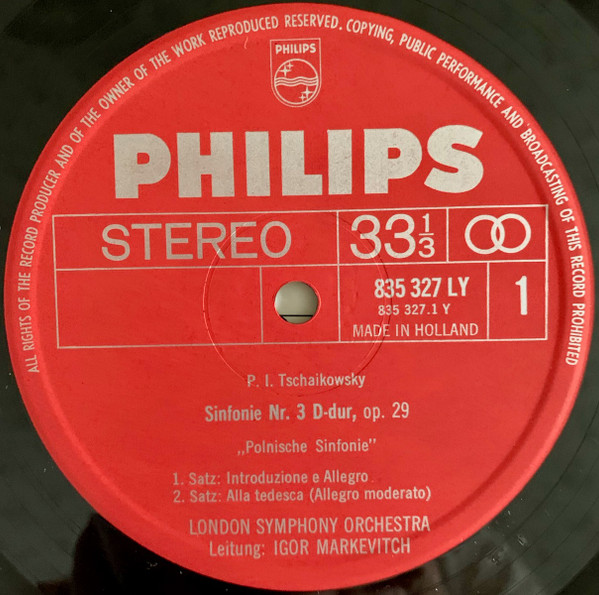 ALL RIGHTS OF THE RECORD PRODUCER AND OF THE OWNER OF THE WORK REPRODUCED RESERVED. COPYING, PUBLIC PERFORMANCE AND BROADCASTING OF THIS RECORD PROHIBITED
PHILIPS
PHILIPS
STEREO 33 1/3
835 327 LY 1
835 327.1 Y
MADE IN HOLLAND
P. I. Tschaikowsky
Sinfonie Nr. 3 D-dur, op. 29
„Polnische Sinfonie"
1. Satz: Introduzione e Allegro
2. Satz: Alla tedesca (Allegro moderato)
LONDON SYMPHONY ORCHESTRA
Leitung: IGOR MARKEVITCH